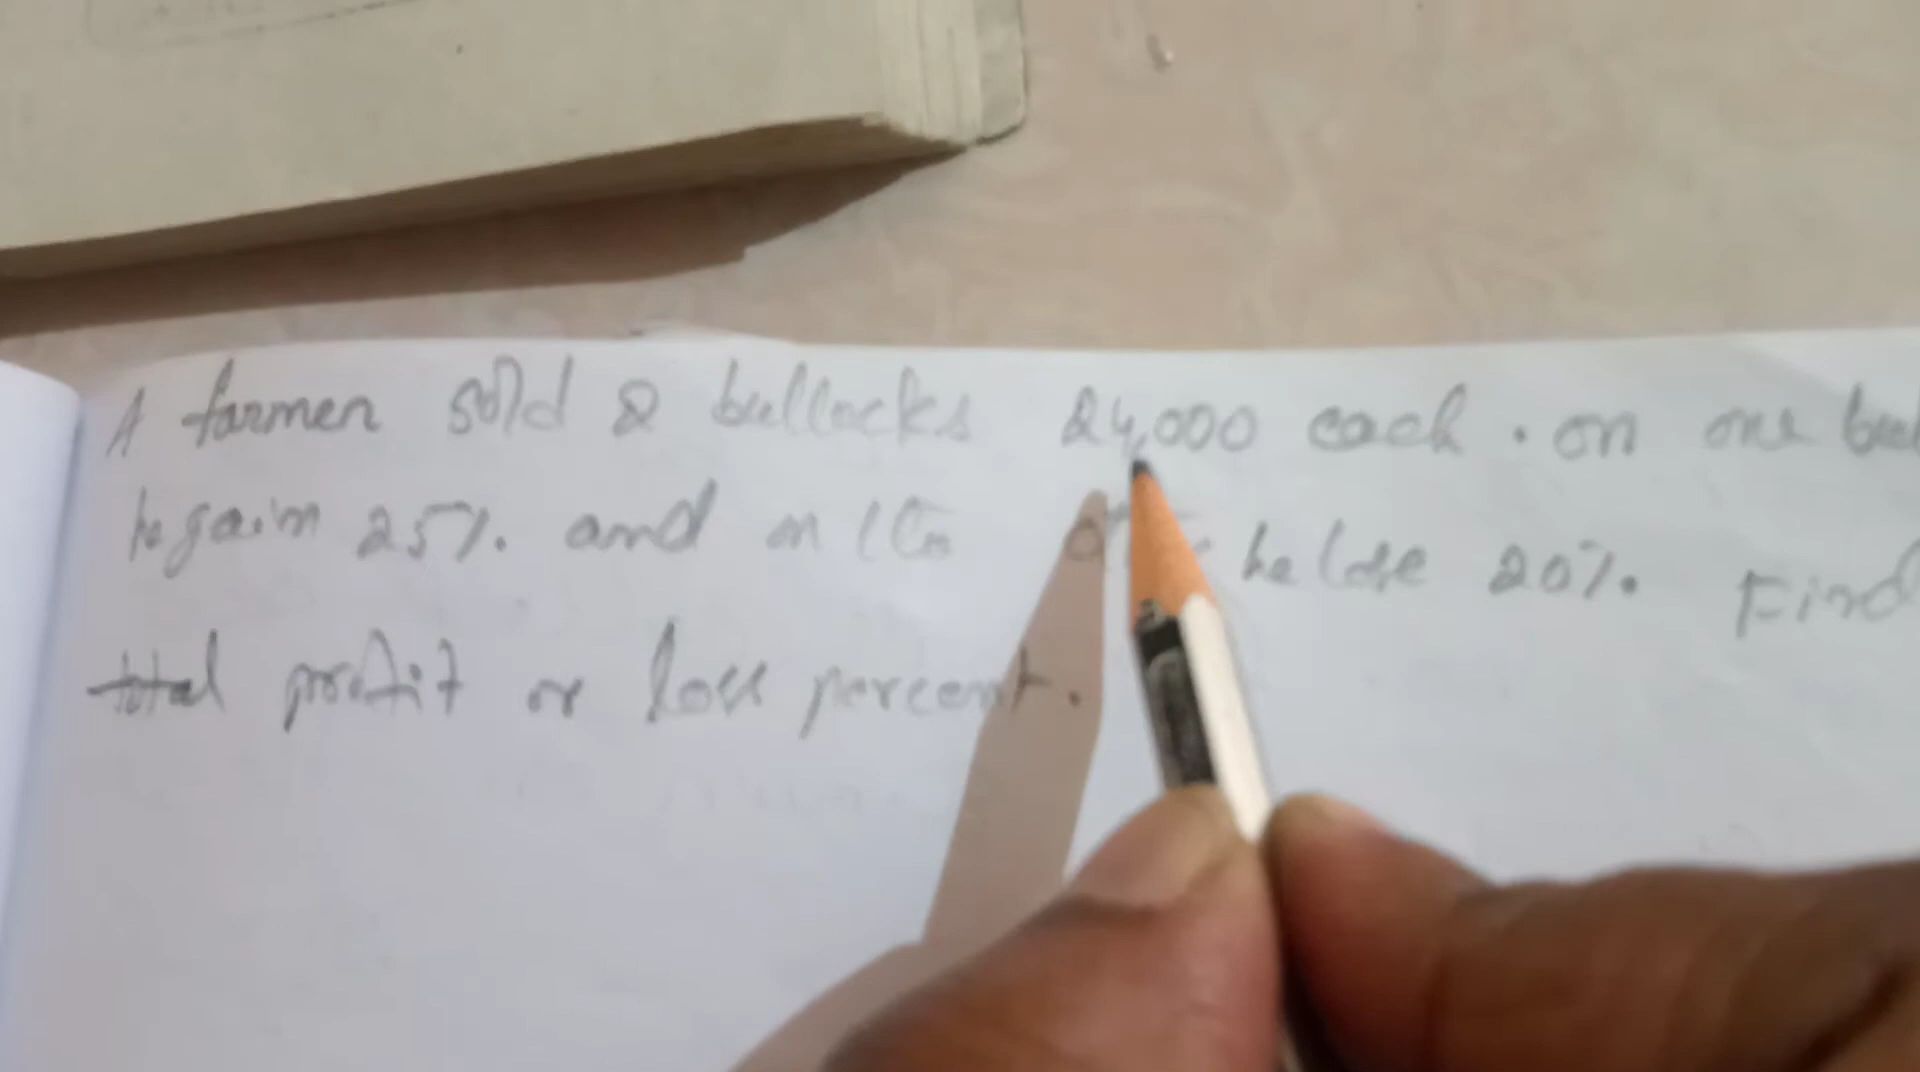 A farmer sold 2 bullocks 24,000 each . on one bul
he gain 25%. and on the he lose 20%. Find
total profit or loss percent.